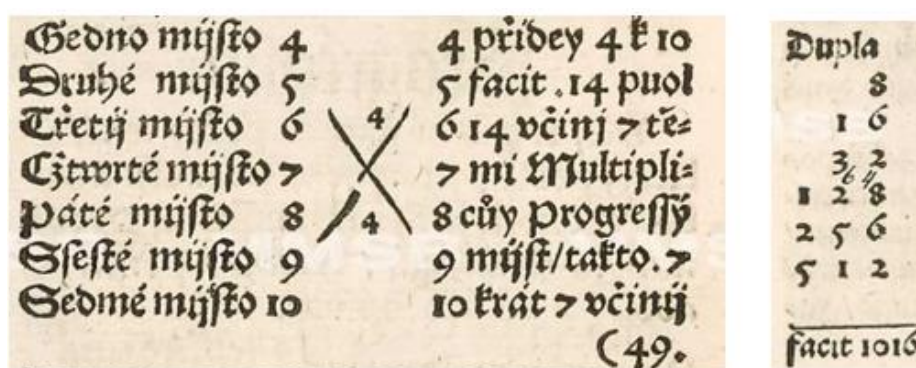 Gedno mijsto 4 4 přidey 4 k 10
Druhé mijsto 5 5 facit . 14 puol
Třetij mijsto 6 4 6 14 včinj 7 tě=
Cžtwrté mijsto 7 7 mi Multipli=
Páté mijsto 8 4 8 cůy Progressý
Ssesté mijsto 9 9 mijst/takto. 7
Sedmé mijsto 10 10 krát 7 včinij
(49.
Dupla
8
1 6
3 2
6 4
1 2 8
2 5 6
5 1 2
facit 1016